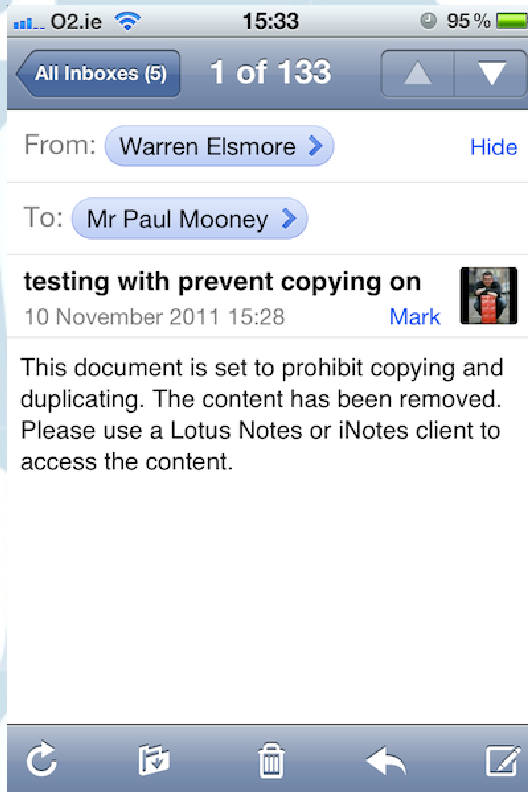 O2.ie 15:33 95%
All Inboxes (5) 1 of 133
From: Warren Elsmore Hide
To: Mr Paul Mooney
testing with prevent copying on
10 November 2011 15:28 Mark
This document is set to prohibit copying and
duplicating. The content has been removed.
Please use a Lotus Notes or iNotes client to
access the content.